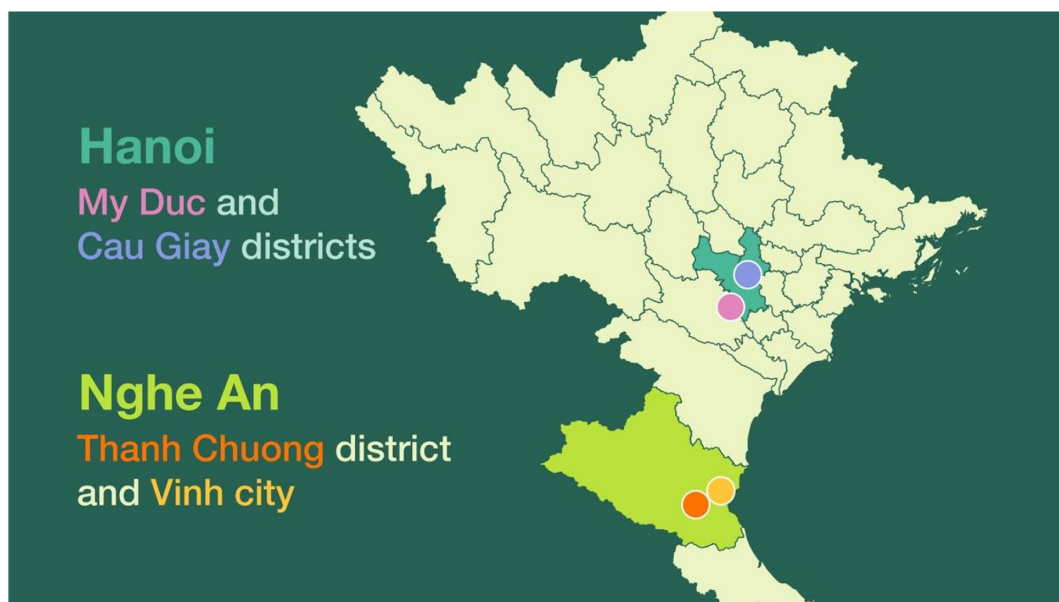 Hanoi
My Duc and
Cau Giay districts
Nghe An
Thanh Chuong district
and Vinh city